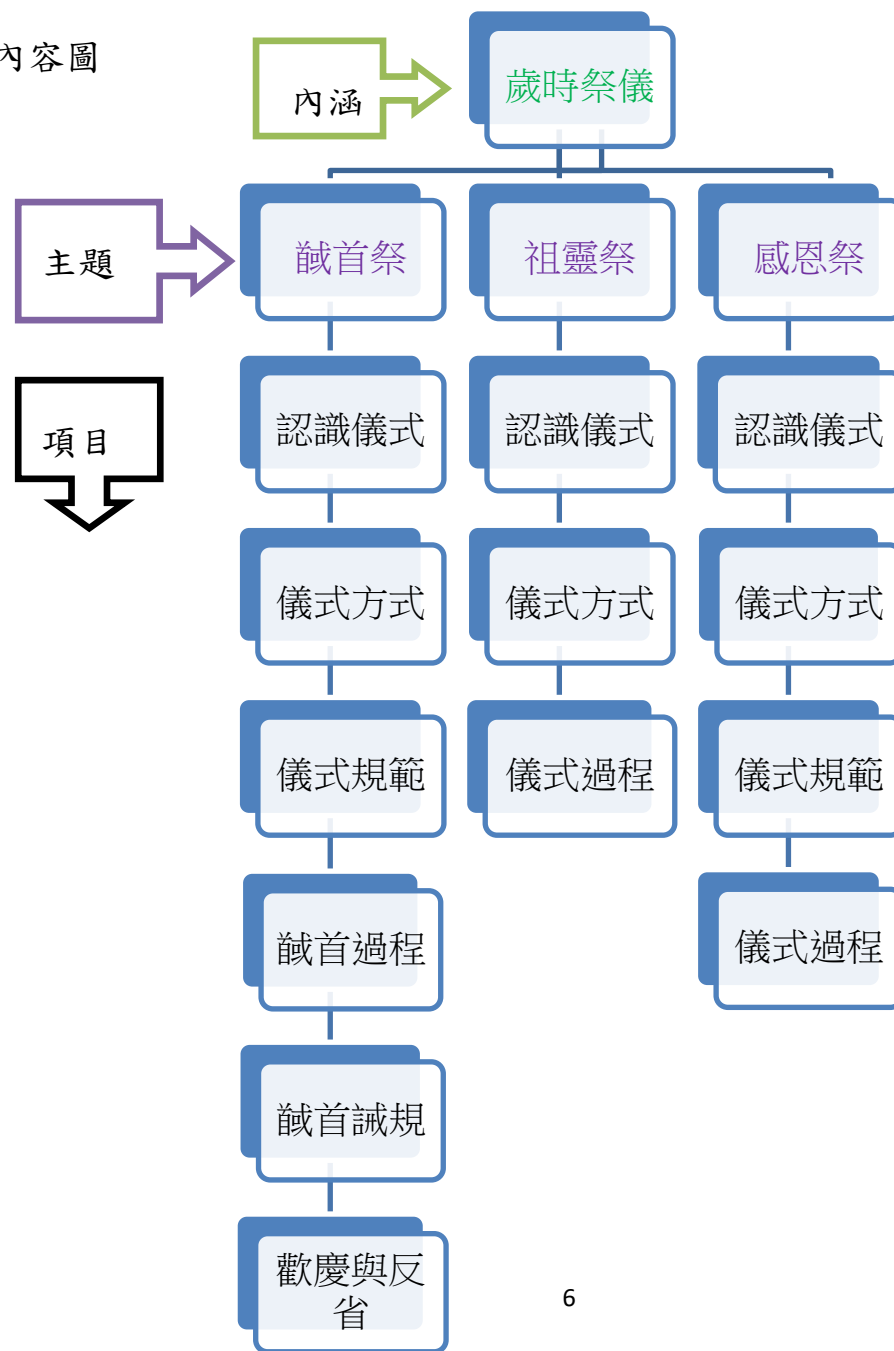 內容圖
內涵
歲時祭儀
主題
馘首祭
祖靈祭
感恩祭
項目
認識儀式
認識儀式
認識儀式
儀式方式
儀式方式
儀式方式
儀式規範
儀式過程
儀式規範
馘首過程
儀式過程
馘首誡規
歡慶與反
省
6